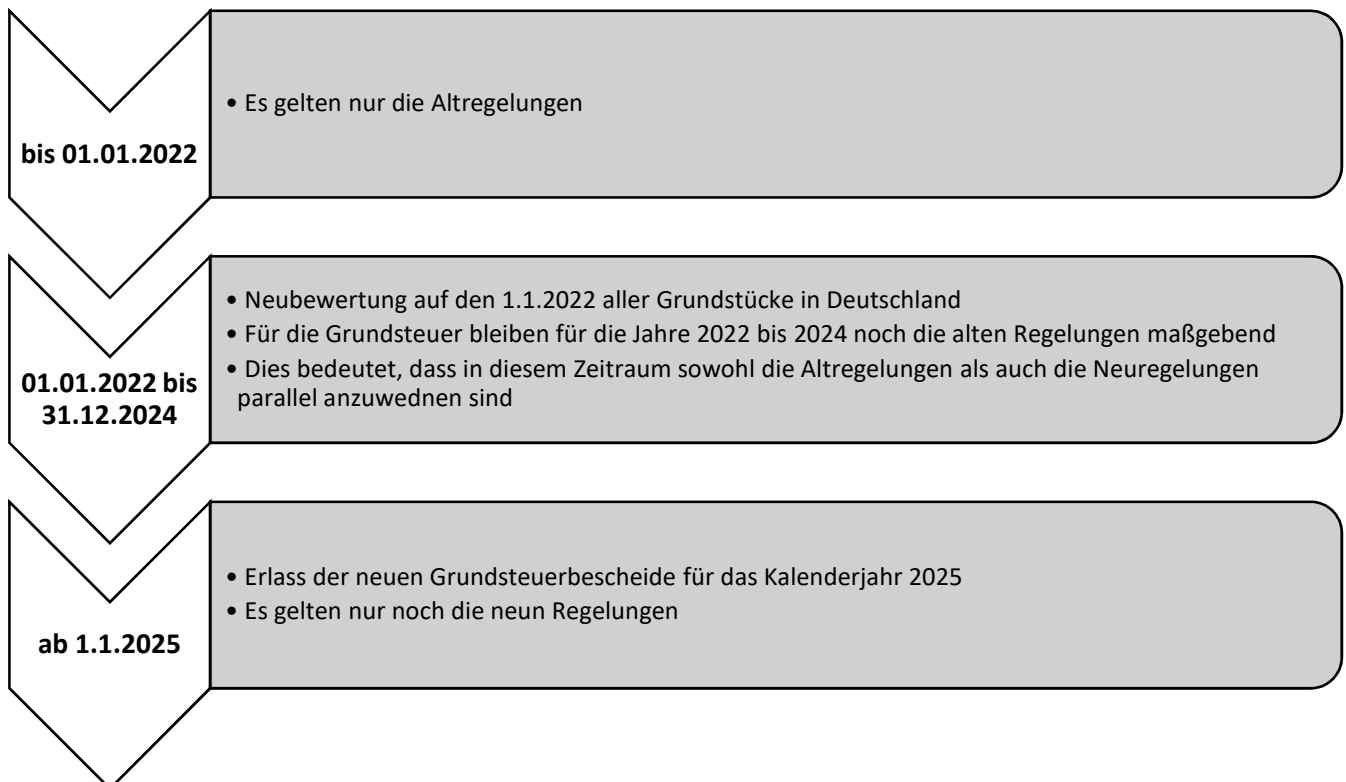 bis 01.01.2022
• Es gelten nur die Altregelungen
01.01.2022 bis
31.12.2024
• Neubewertung auf den 1.1.2022 aller Grundstücke in Deutschland
• Für die Grundsteuer bleiben für die Jahre 2022 bis 2024 noch die alten Regelungen maßgebend
• Dies bedeutet, dass in diesem Zeitraum sowohl die Altregelungen als auch die Neuregelungen
parallel anzuwednen sind
ab 1.1.2025
• Erlass der neuen Grundsteuerbescheide für das Kalenderjahr 2025
• Es gelten nur noch die neun Regelungen